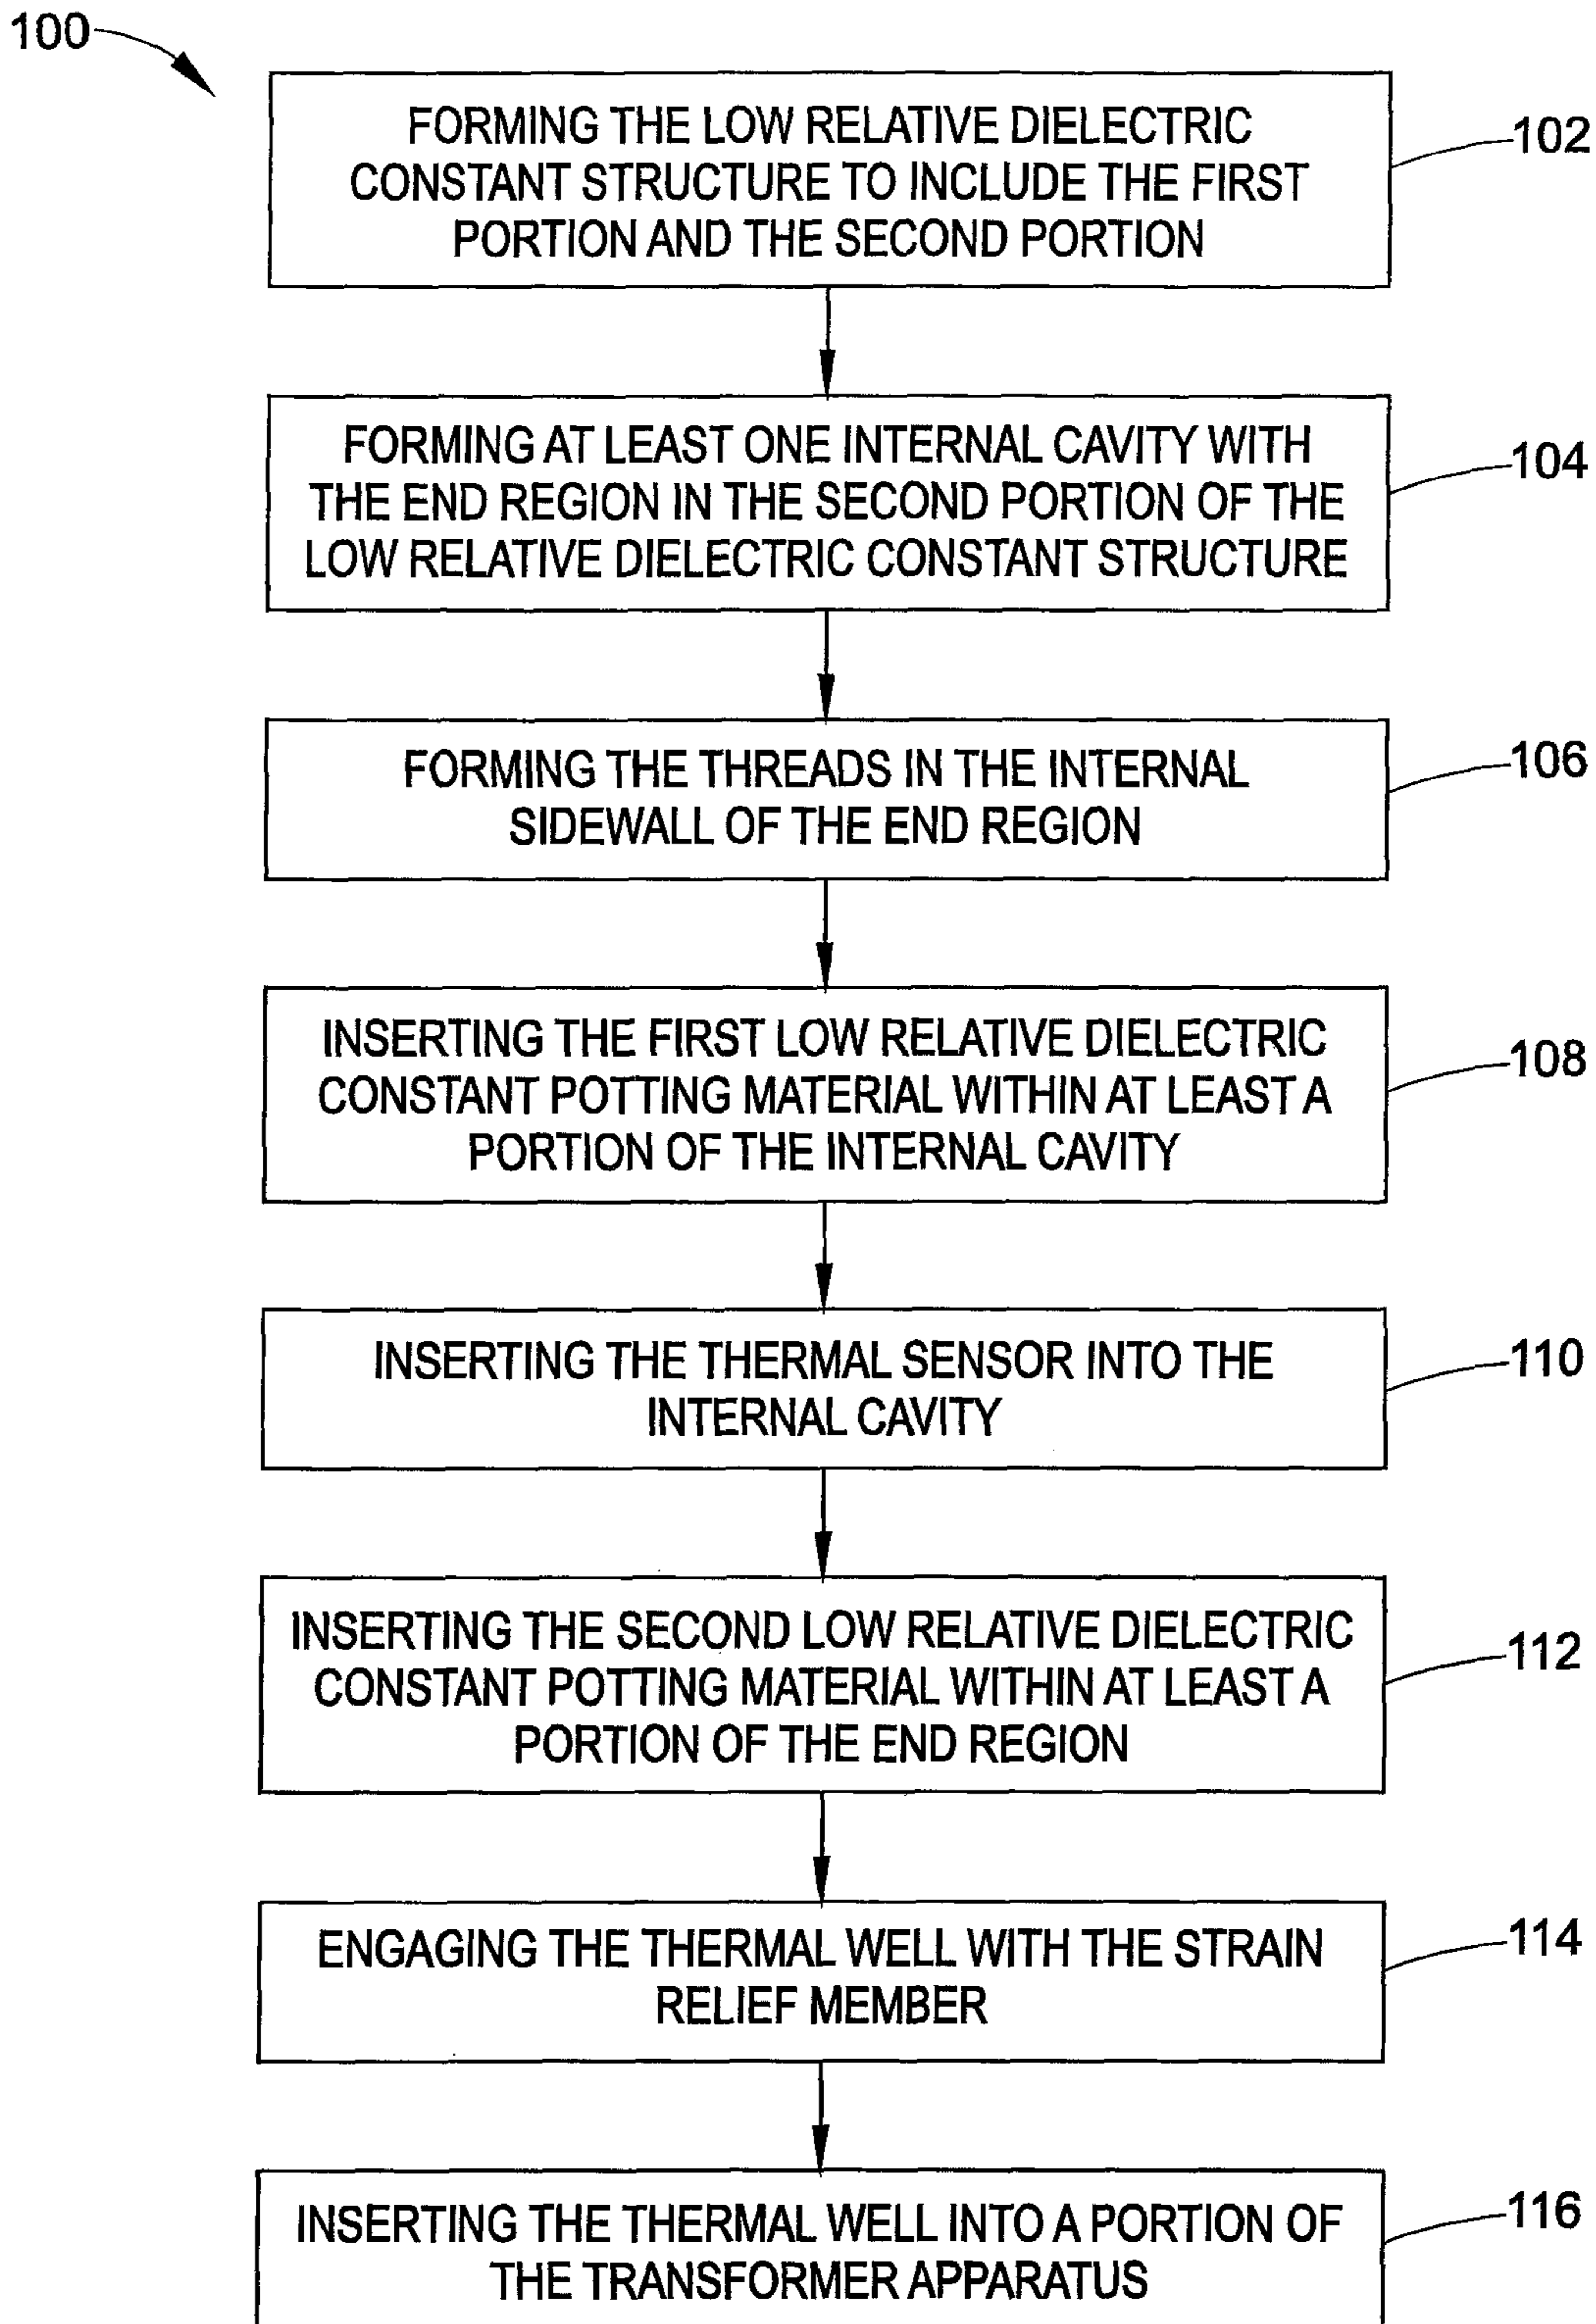 100
FORMING THE LOW RELATIVE DIELECTRIC
CONSTANT STRUCTURE TO INCLUDE THE FIRST
PORTION AND THE SECOND PORTION
102
FORMING AT LEAST ONE INTERNAL CAVITY WITH
THE END REGION IN THE SECOND PORTION OF THE
LOW RELATIVE DIELECTRIC CONSTANT STRUCTURE
104
FORMING THE THREADS IN THE INTERNAL
SIDEWALL OF THE END REGION
106
INSERTING THE FIRST LOW RELATIVE DIELECTRIC
CONSTANT POTTING MATERIAL WITHIN AT LEAST A
PORTION OF THE INTERNAL CAVITY
108
INSERTING THE THERMAL SENSOR INTO THE
INTERNAL CAVITY
110
INSERTING THE SECOND LOW RELATIVE DIELECTRIC
CONSTANT POTTING MATERIAL WITHIN AT LEAST A
PORTION OF THE END REGION
112
ENGAGING THE THERMAL WELL WITH THE STRAIN
RELIEF MEMBER
114
INSERTING THE THERMAL WELL INTO A PORTION OF
THE TRANSFORMER APPARATUS
116